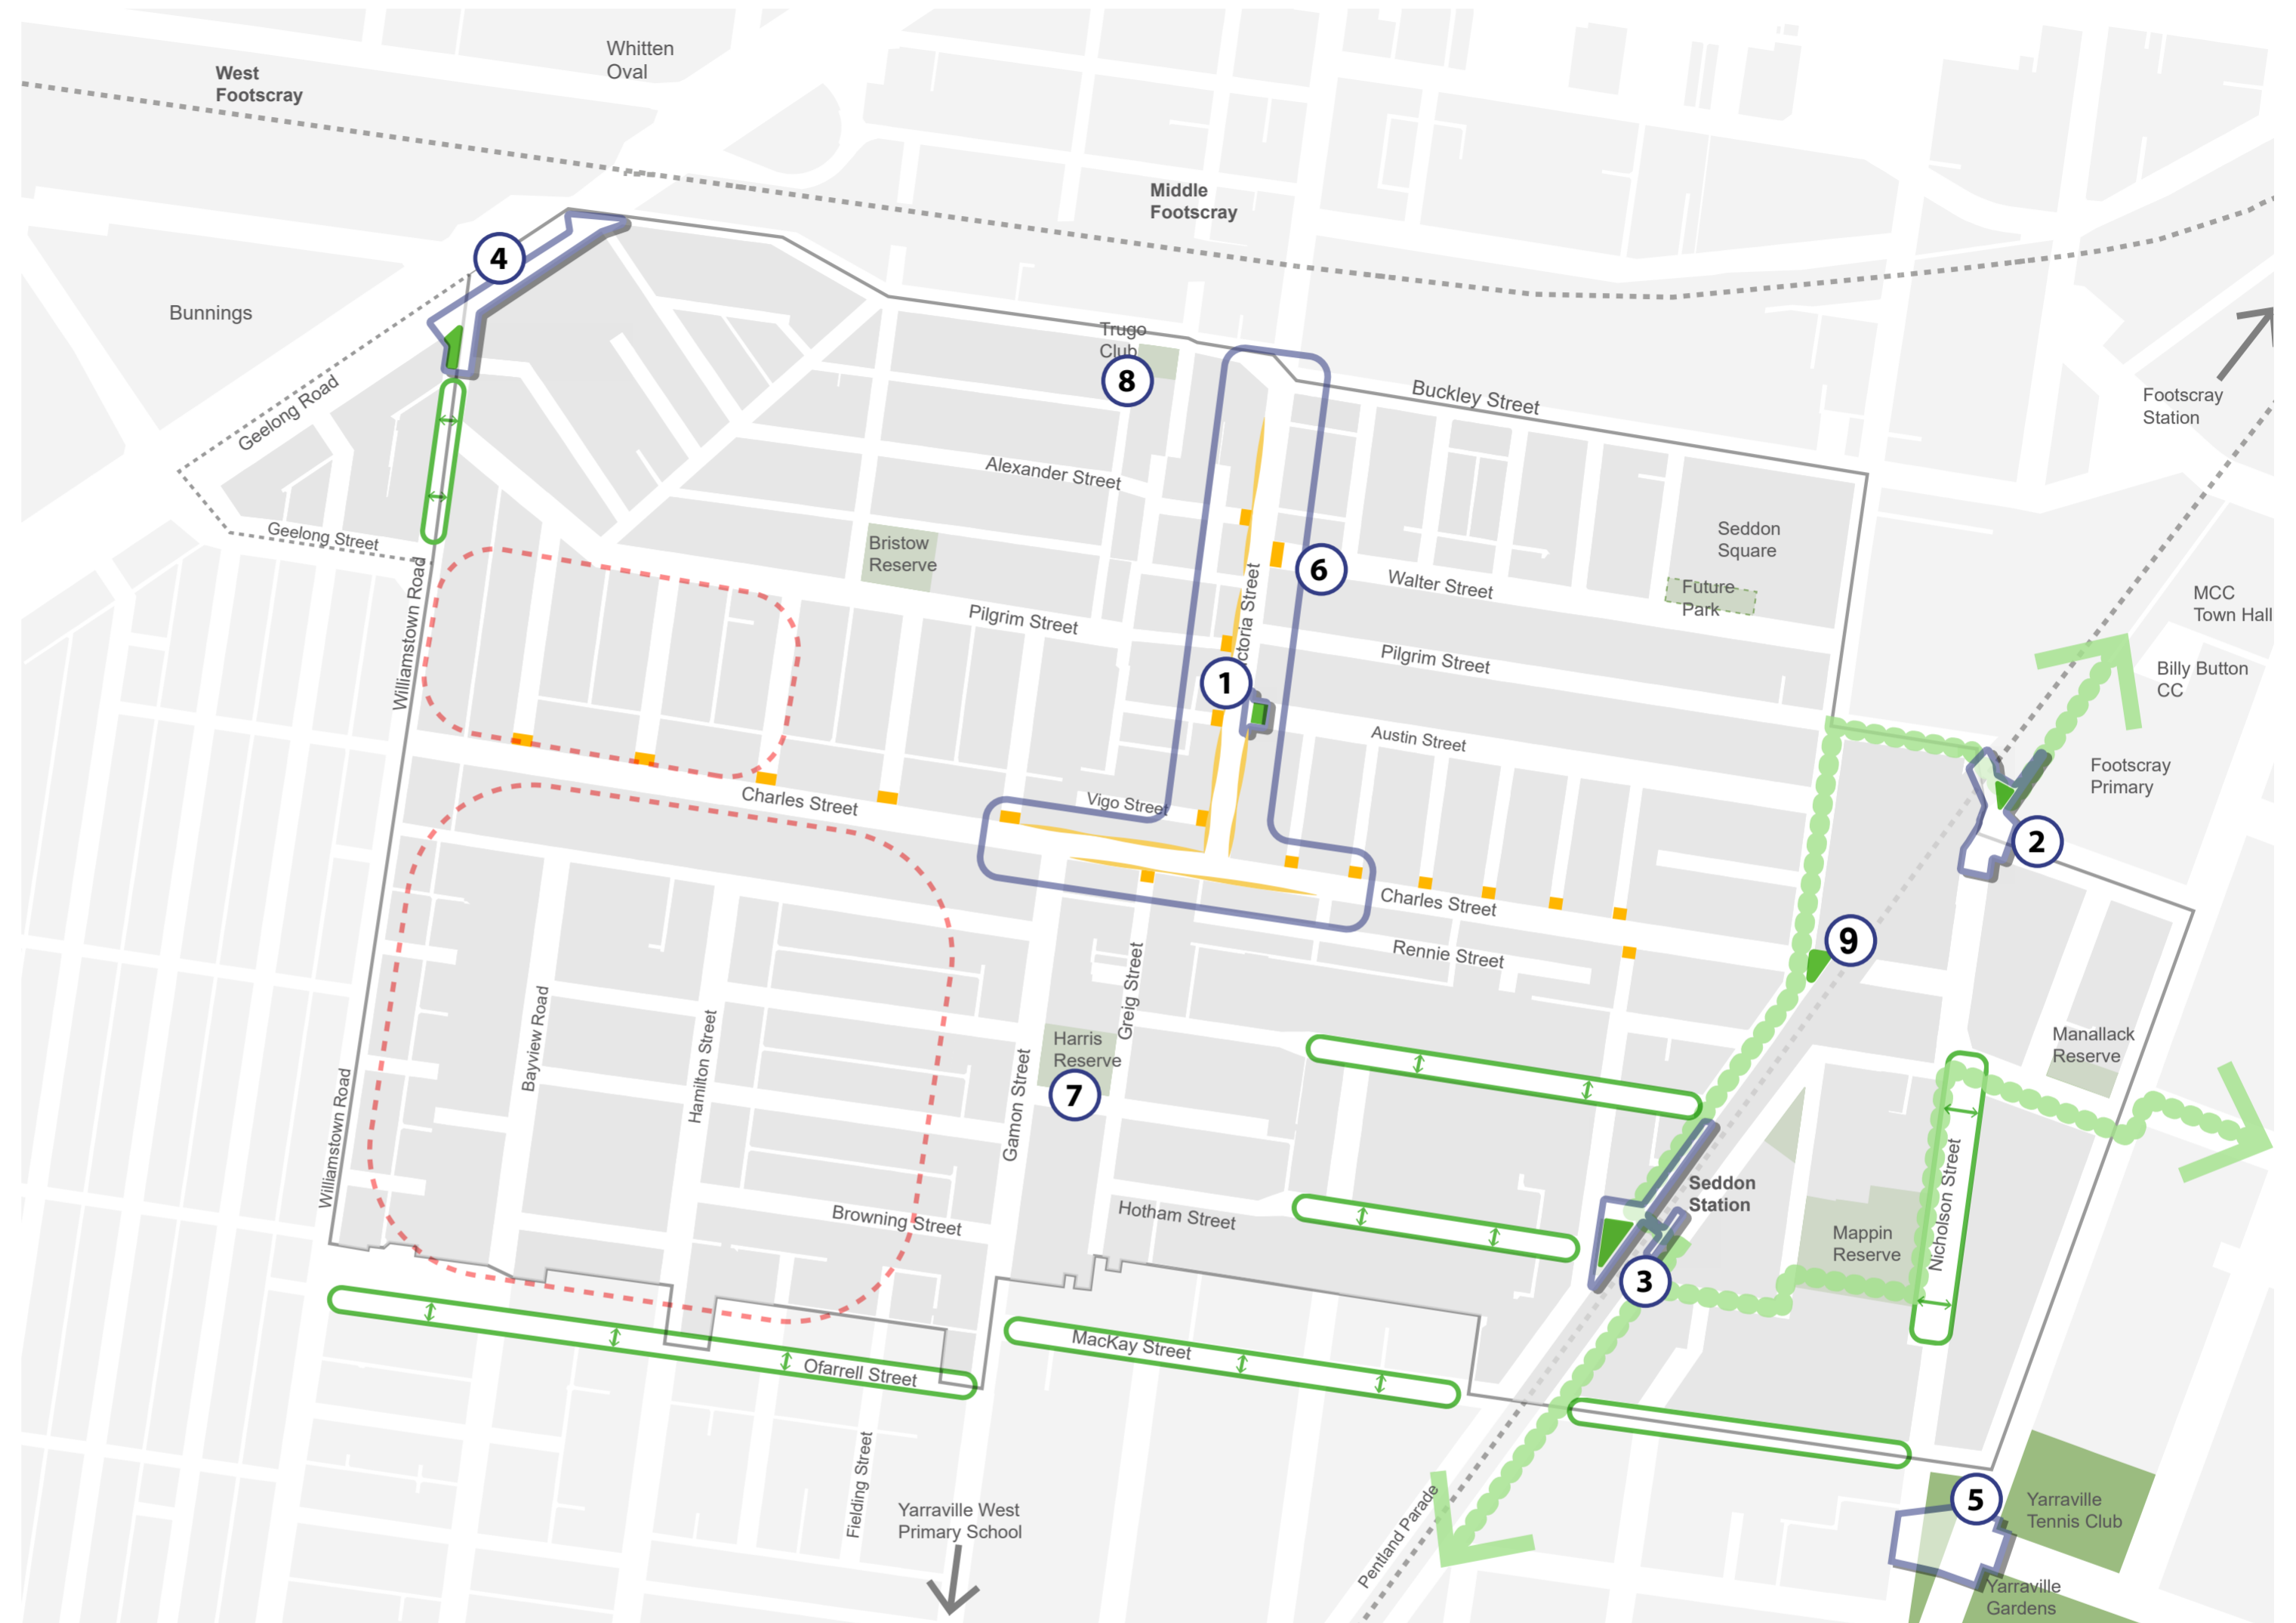 Whitten
Oval
West
Footscray
Middle
Footscray
4
Bunnings
Trugo
Club
8
Geelong Road
Buckley Street
Footscray
Station
Alexander Street
Geelong Street
Bristow
Reserve
Seddon
Square
6
Walter Street
Future
Park
MCC
Town Hall
Pilgrim Street
ctoria Street
Williamstown Road
Pilgrim Street
Billy Button
CC
1
Austin Street
Footscray
Primary
Charles Street
Vigo Street
2
Charles Street
Rennie Street
9
Greig Street
Bayview Road
Hamilton Street
Harris
Reserve
Manallack
Reserve
7
Gamon Street
Williamstown Road
Seddon
Station
Nicholson Street
Mappin
Reserve
Browning Street
Hotham Street
3
MacKay Street
Ofarrell Street
Fielding Street
Pentland Parade
Yarraville West
Primary School
5
Yarraville
Tennis Club
Yarraville
Gardens